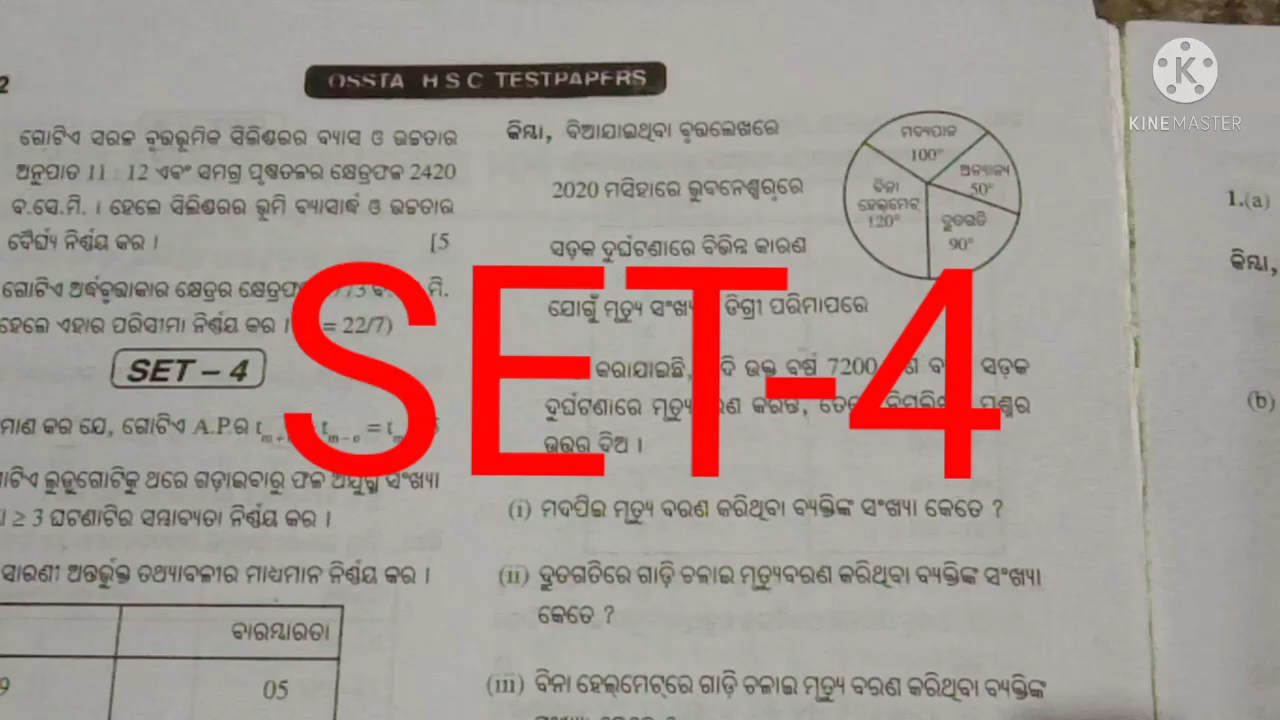 2
OSSTA H S C TESTPAPERS
ଗୋଟିଏ ସରଳ ବୃତ୍ତଭୂମିକ ସିଲିଣ୍ଡରର ବ୍ୟାସ ଓ ଉଚ୍ଚତାର
ଅନୁପାତ 11 : 12 ଏବଂ ସମଗ୍ର ପୃଷ୍ଠତଳର କ୍ଷେତ୍ରଫଳ 2420
ବ.ସେ.ମି. । ହେଲେ ସିଲିଣ୍ଡରର ଭୂମି ବ୍ୟାସାର୍ଦ୍ଧ ଓ ଉଚ୍ଚତାର
ଦୈର୍ଘ୍ୟ ନିର୍ଣ୍ଣୟ କର । [5
ଗୋଟିଏ ଅର୍ଦ୍ଧବୃତ୍ତାକାର କ୍ଷେତ୍ରର ମି.
ହେଲେ ଏହାର ପରିସୀମା ନିର୍ଣ୍ଣୟ କର । = 22/7)
SET – 4
କର ଯେ, ଗୋଟିଏ A.P.ର t
ଲୁଡୁଗୋଟିକୁ ଥରେ ଗଡ଼ାଇବାରୁ ଫଳ ଅଯୁଗ୍ମ ସଂଖ୍ୟା
≥ 3 ଘଟଣାଟିର ସମ୍ଭାବ୍ୟତା ନିର୍ଣ୍ଣୟ କର ।
ସାରଣୀ ଅନ୍ତର୍ଭୁକ୍ତ ତଥ୍ୟାବଳୀର ମାଧ୍ୟମାନ ନିର୍ଣ୍ଣୟ କର ।
ବାରମ୍ବାରତା
9 05
କିମ୍ବା, ଦିଆଯାଇଥିବା ବୃତ୍ତଲେଖରେ
2020 ମସିହାରେ ଭୁବନେଶ୍ୱରରେ
ସଡ଼କ ଦୁର୍ଘଟଣାରେ ବିଭିନ୍ନ କାରଣ
ଯୋଗୁଁ ମୃତ୍ୟୁ ଡିଗ୍ରୀ ପରିମାପରେ
କରାଯାଇଛି, ଉକ୍ତ ବର୍ଷ 7200 ସଡ଼କ
ଦୁର୍ଘଟଣାରେ ମୃତ୍ୟୁ
ଉତ୍ତର ଦିଅ ।
ମଦ୍ୟପାନ
100°
ଅନ୍ୟାନ୍ୟ
50°
ବିନା
ହେଲ୍‌ମେଟ୍
120°
ଦ୍ରୁତଗତି
90°
(i) ମଦପିଇ ମୃତ୍ୟୁ ବରଣ କରିଥିବା ବ୍ୟକ୍ତିଙ୍କ ସଂଖ୍ୟା କେତେ ?
(ii) ଦ୍ରୁତଗତିରେ ଗାଡ଼ି ଚଳାଇ ମୃତ୍ୟୁବରଣ କରିଥିବା ବ୍ୟକ୍ତିଙ୍କ ସଂଖ୍ୟା
କେତେ ?
(iii) ବିନା ହେଲ୍‌ମେଟ୍‌ରେ ଗାଡ଼ି ଚଳାଇ ମୃତ୍ୟୁ ବରଣ କରିଥିବା ବ୍ୟକ୍ତିଙ୍କ
1.(a)
କିମ୍ବା,
(b)
SET-4
KINEMASTER